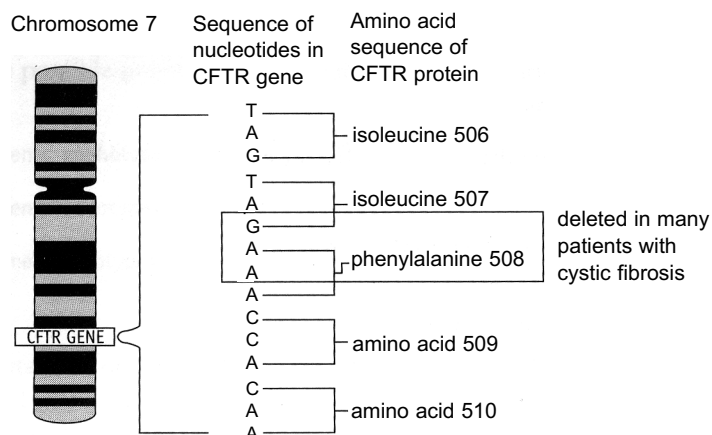 Chromosome 7
Sequence of
nucleotides in
CFTR gene
Amino acid
sequence of
CFTR protein
T
A
G
isoleucine 506
T
A
G
isoleucine 507
A
A
A
phenylalanine 508
deleted in many
patients with
cystic fibrosis
C
C
A
amino acid 509
C
A
A
amino acid 510
CFTR GENE